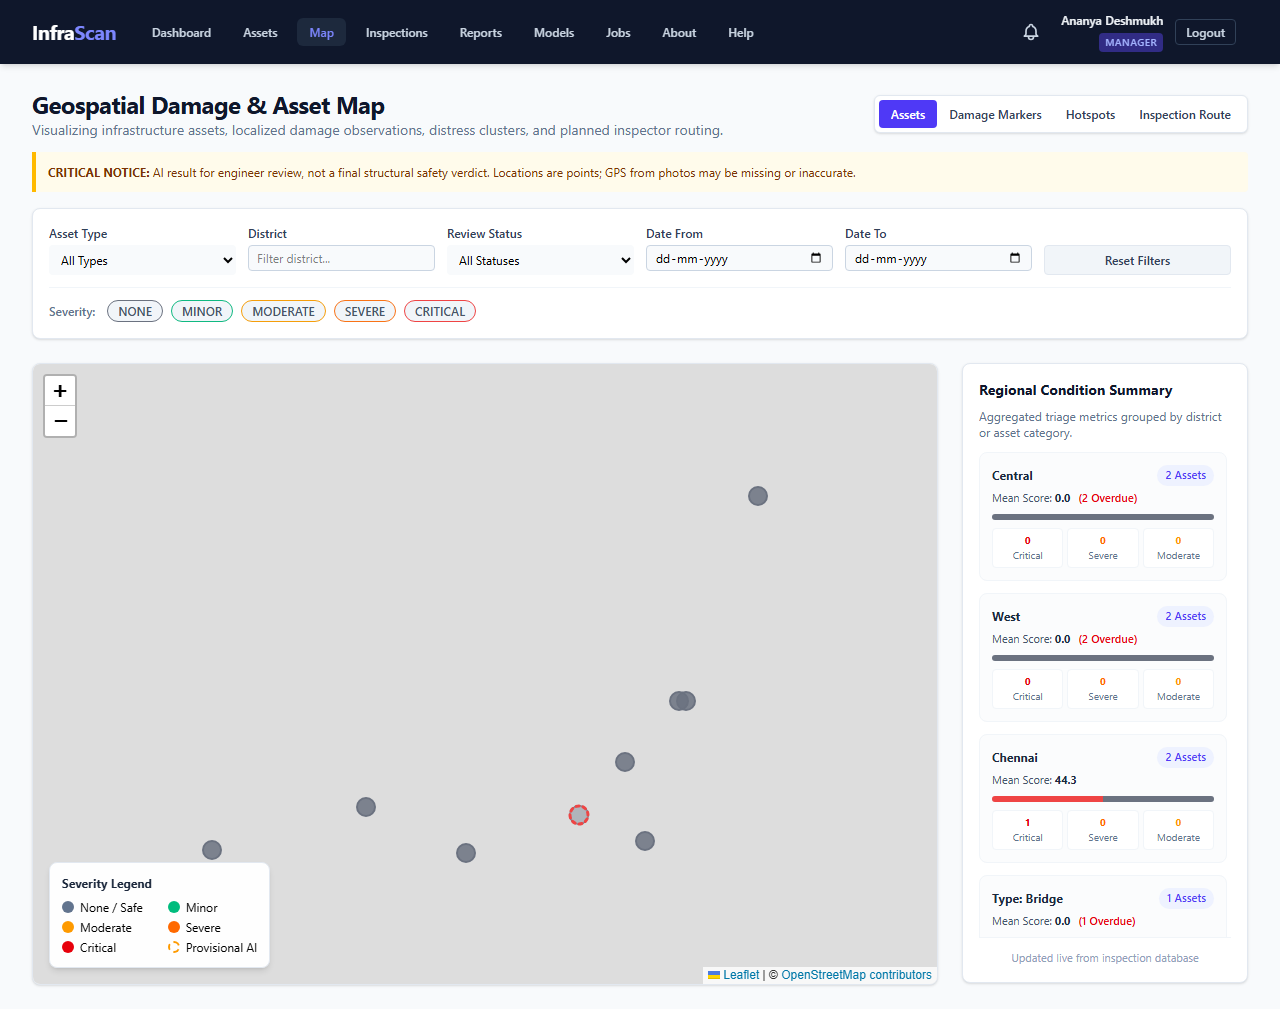 InfraScan
Dashboard
Assets
Map
Inspections
Reports
Models
Jobs
About
Help
Ananya Deshmukh
MANAGER
Logout
Geospatial Damage & Asset Map
Visualizing infrastructure assets, localized damage observations, distress clusters, and planned inspector routing.
Assets
Damage Markers
Hotspots
Inspection Route
CRITICAL NOTICE: AI result for engineer review, not a final structural safety verdict. Locations are points; GPS from photos may be missing or inaccurate.
Asset Type
District
Review Status
Date From
Date To
All Types
Filter district...
All Statuses
dd-mm-yyyy
dd-mm-yyyy
Reset Filters
Severity:
NONE
MINOR
MODERATE
SEVERE
CRITICAL
+
−
Severity Legend
None / Safe
Minor
Moderate
Severe
Critical
Provisional AI
Leaflet | © OpenStreetMap contributors
Regional Condition Summary
Aggregated triage metrics grouped by district
or asset category.
Central
2 Assets
Mean Score: 0.0 (2 Overdue)
0
0
0
Critical
Severe
Moderate
West
2 Assets
Mean Score: 0.0 (2 Overdue)
0
0
0
Critical
Severe
Moderate
Chennai
2 Assets
Mean Score: 44.3
1
0
0
Critical
Severe
Moderate
Type: Bridge
1 Assets
Mean Score: 0.0 (1 Overdue)
Updated live from inspection database